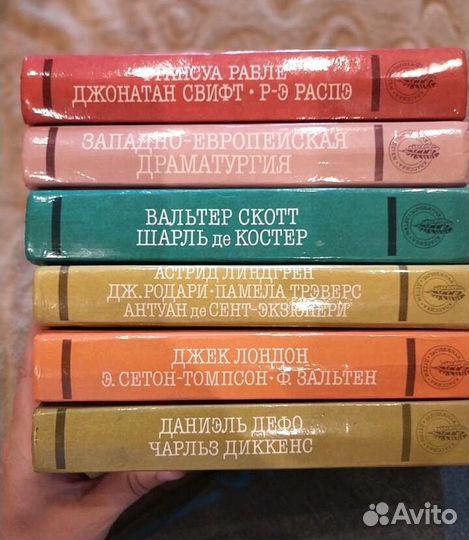 ФРАНСУА РАБЛЕ
ДЖОНАТАН СВИФТ · Р-Э РАСПЭ
ЗАПАДНО-ЕВРОПЕЙСКАЯ
ДРАМАТУРГИЯ
ВАЛЬТЕР СКОТТ
ШАРЛЬ де КОСТЕР
АСТРИД ЛИНДГРЕН
ДЖ. РОДАРИ · ПАМЕЛА ТРЭВЕРС
АНТУАН де СЕНТ-ЭКЗЮПЕРИ
ДЖЕК ЛОНДОН
Э. СЕТОН-ТОМПСОН · Ф. ЗАЛЬТЕН
ДАНИЭЛЬ ДЕФО
ЧАРЛЬЗ ДИККЕНС
Avito